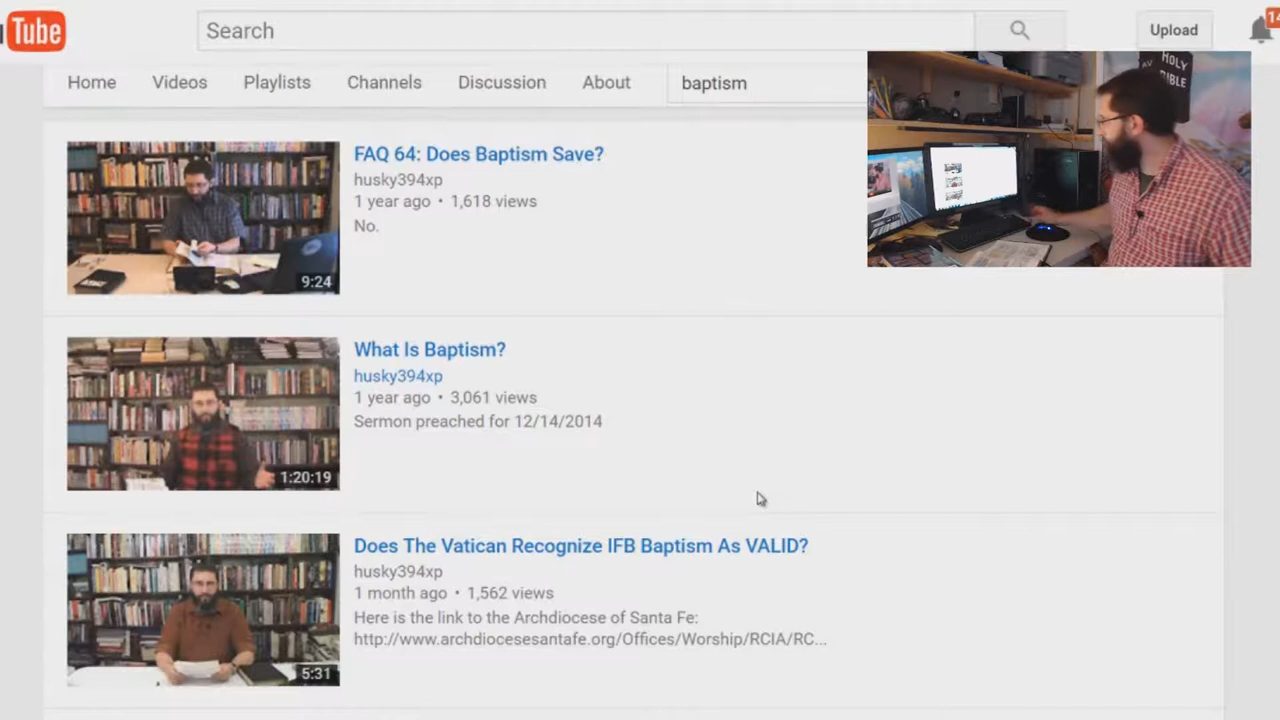 Tube
Search
Upload
14
Home Videos Playlists Channels Discussion About baptism
AV HOLY BIBLE
FAQ 64: Does Baptism Save?
husky394xp
1 year ago • 1,618 views
No.
9:24
What Is Baptism?
husky394xp
1 year ago • 3,061 views
Sermon preached for 12/14/2014
1:20:19
Does The Vatican Recognize IFB Baptism As VALID?
husky394xp
1 month ago • 1,562 views
Here is the link to the Archdiocese of Santa Fe:
http://www.archdiocesesantafe.org/Offices/Worship/RCIA/RC...
5:31